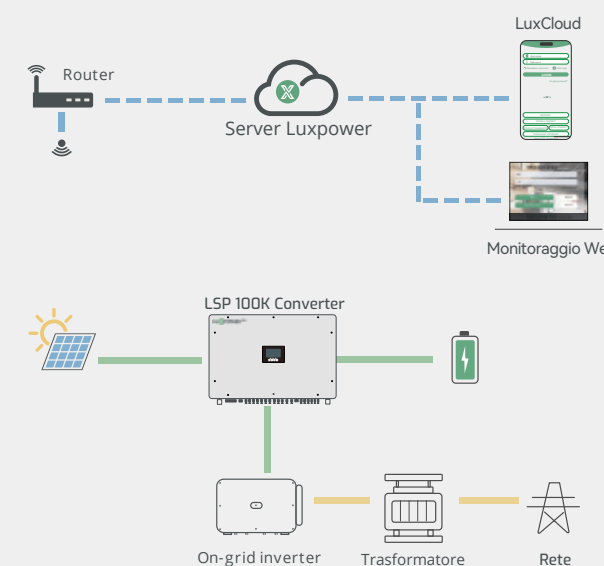 LuxCloud
Router
Server Luxpower
Monitoraggio We
LSP 100K Converter
On-grid inverter
Trasformatore
Rete